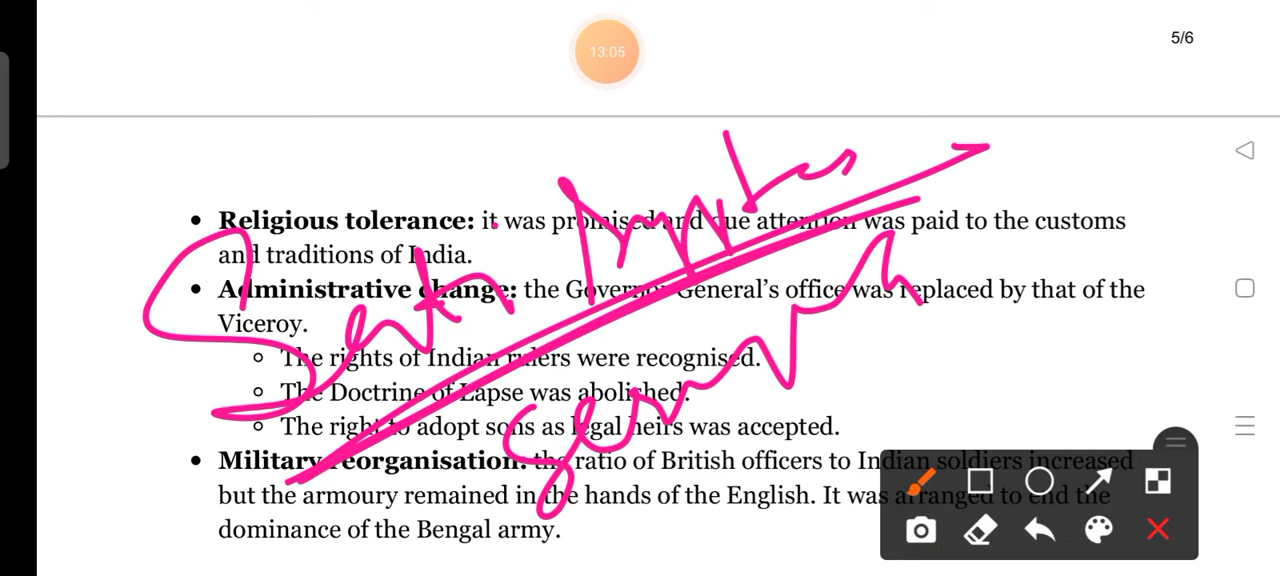 13:05
5/6
Religious tolerance: it was promised and due attention was paid to the customs
and traditions of India.
Administrative change: the Governor General's office was replaced by that of the
Viceroy.
The rights of Indian rulers were recognised.
The Doctrine of Lapse was abolished.
The right to adopt sons as legal heirs was accepted.
Military reorganisation: the ratio of British officers to Indian soldiers increased
but the armoury remained in the hands of the English. It was arranged to end the
dominance of the Bengal army.